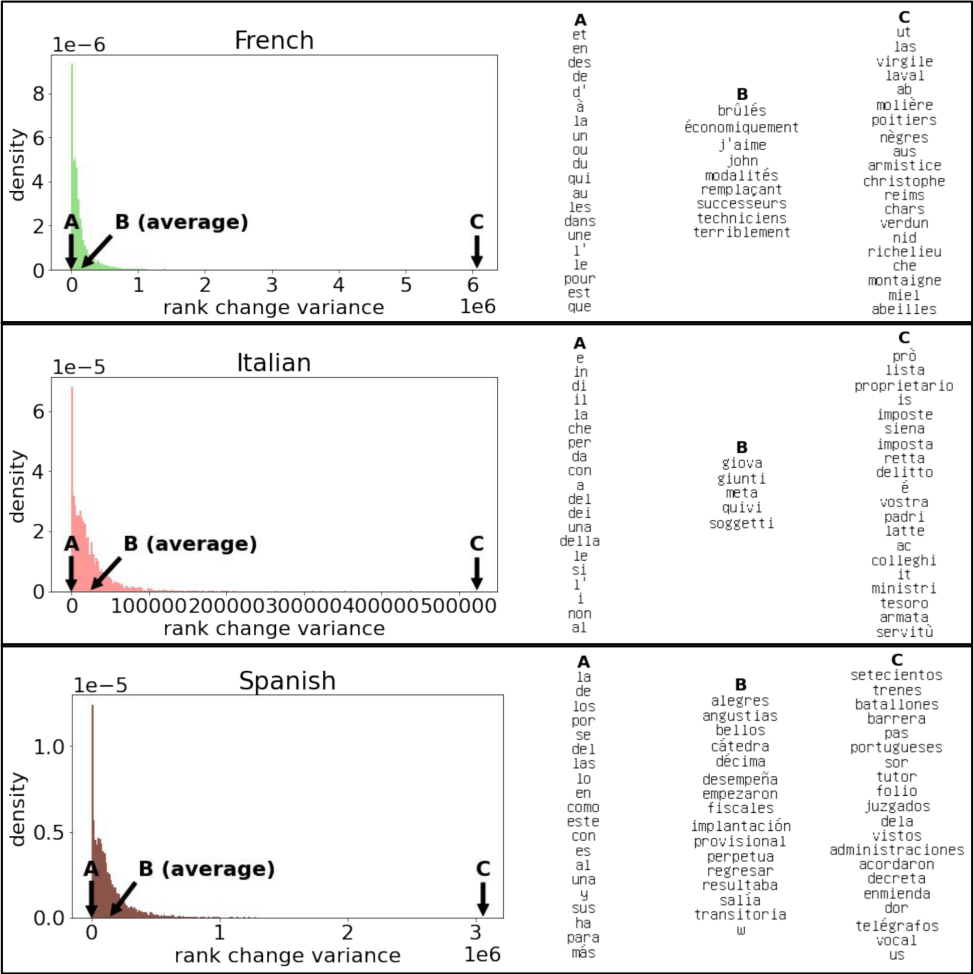 French
1e−6
density
8
6
4
2
0
A
B (average)
C
0 1 2 3 4 5 6
1e6
rank change variance
A
et
en
des
de
d'
à
la
un
ou
du
qui
au
les
dans
une
l'
le
pour
est
que
B
brûlés
économiquement
j'aime
john
modalités
remplaçant
successeurs
techniciens
terriblement
C
ut
las
virgile
laval
ab
molière
poitiers
nègres
aus
armistice
christophe
reims
chars
verdun
nid
richelieu
che
montaigne
miel
abeilles
Italian
1e−5
density
6
4
2
0
A
B (average)
C
0 100000 200000 300000 400000 500000
rank change variance
A
e
in
di
il
la
che
per
da
con
a
del
dei
una
della
le
si
l'
i
non
al
B
giova
giunti
meta
quivi
soggetti
C
prò
lista
proprietario
is
imposte
siena
imposta
retta
delitto
é
vostra
padri
latte
ac
colleghi
it
ministri
tesoro
armata
servitù
Spanish
1e−5
density
1.0
0.5
0.0
A
B (average)
C
0 1 2 3
1e6
rank change variance
A
la
de
los
por
se
del
las
lo
en
como
este
con
es
al
una
y
sus
ha
para
más
B
alegres
angustias
bellos
cátedra
décima
desempeña
empezaron
fiscales
implantación
provisional
perpetua
regresar
resultaba
salía
transitoria
w
C
setecientos
trenes
batallones
barrera
pas
portugueses
sor
tutor
folio
juzgados
dela
vistos
administraciones
acordaron
decreta
enmienda
dor
telégrafos
vocal
us